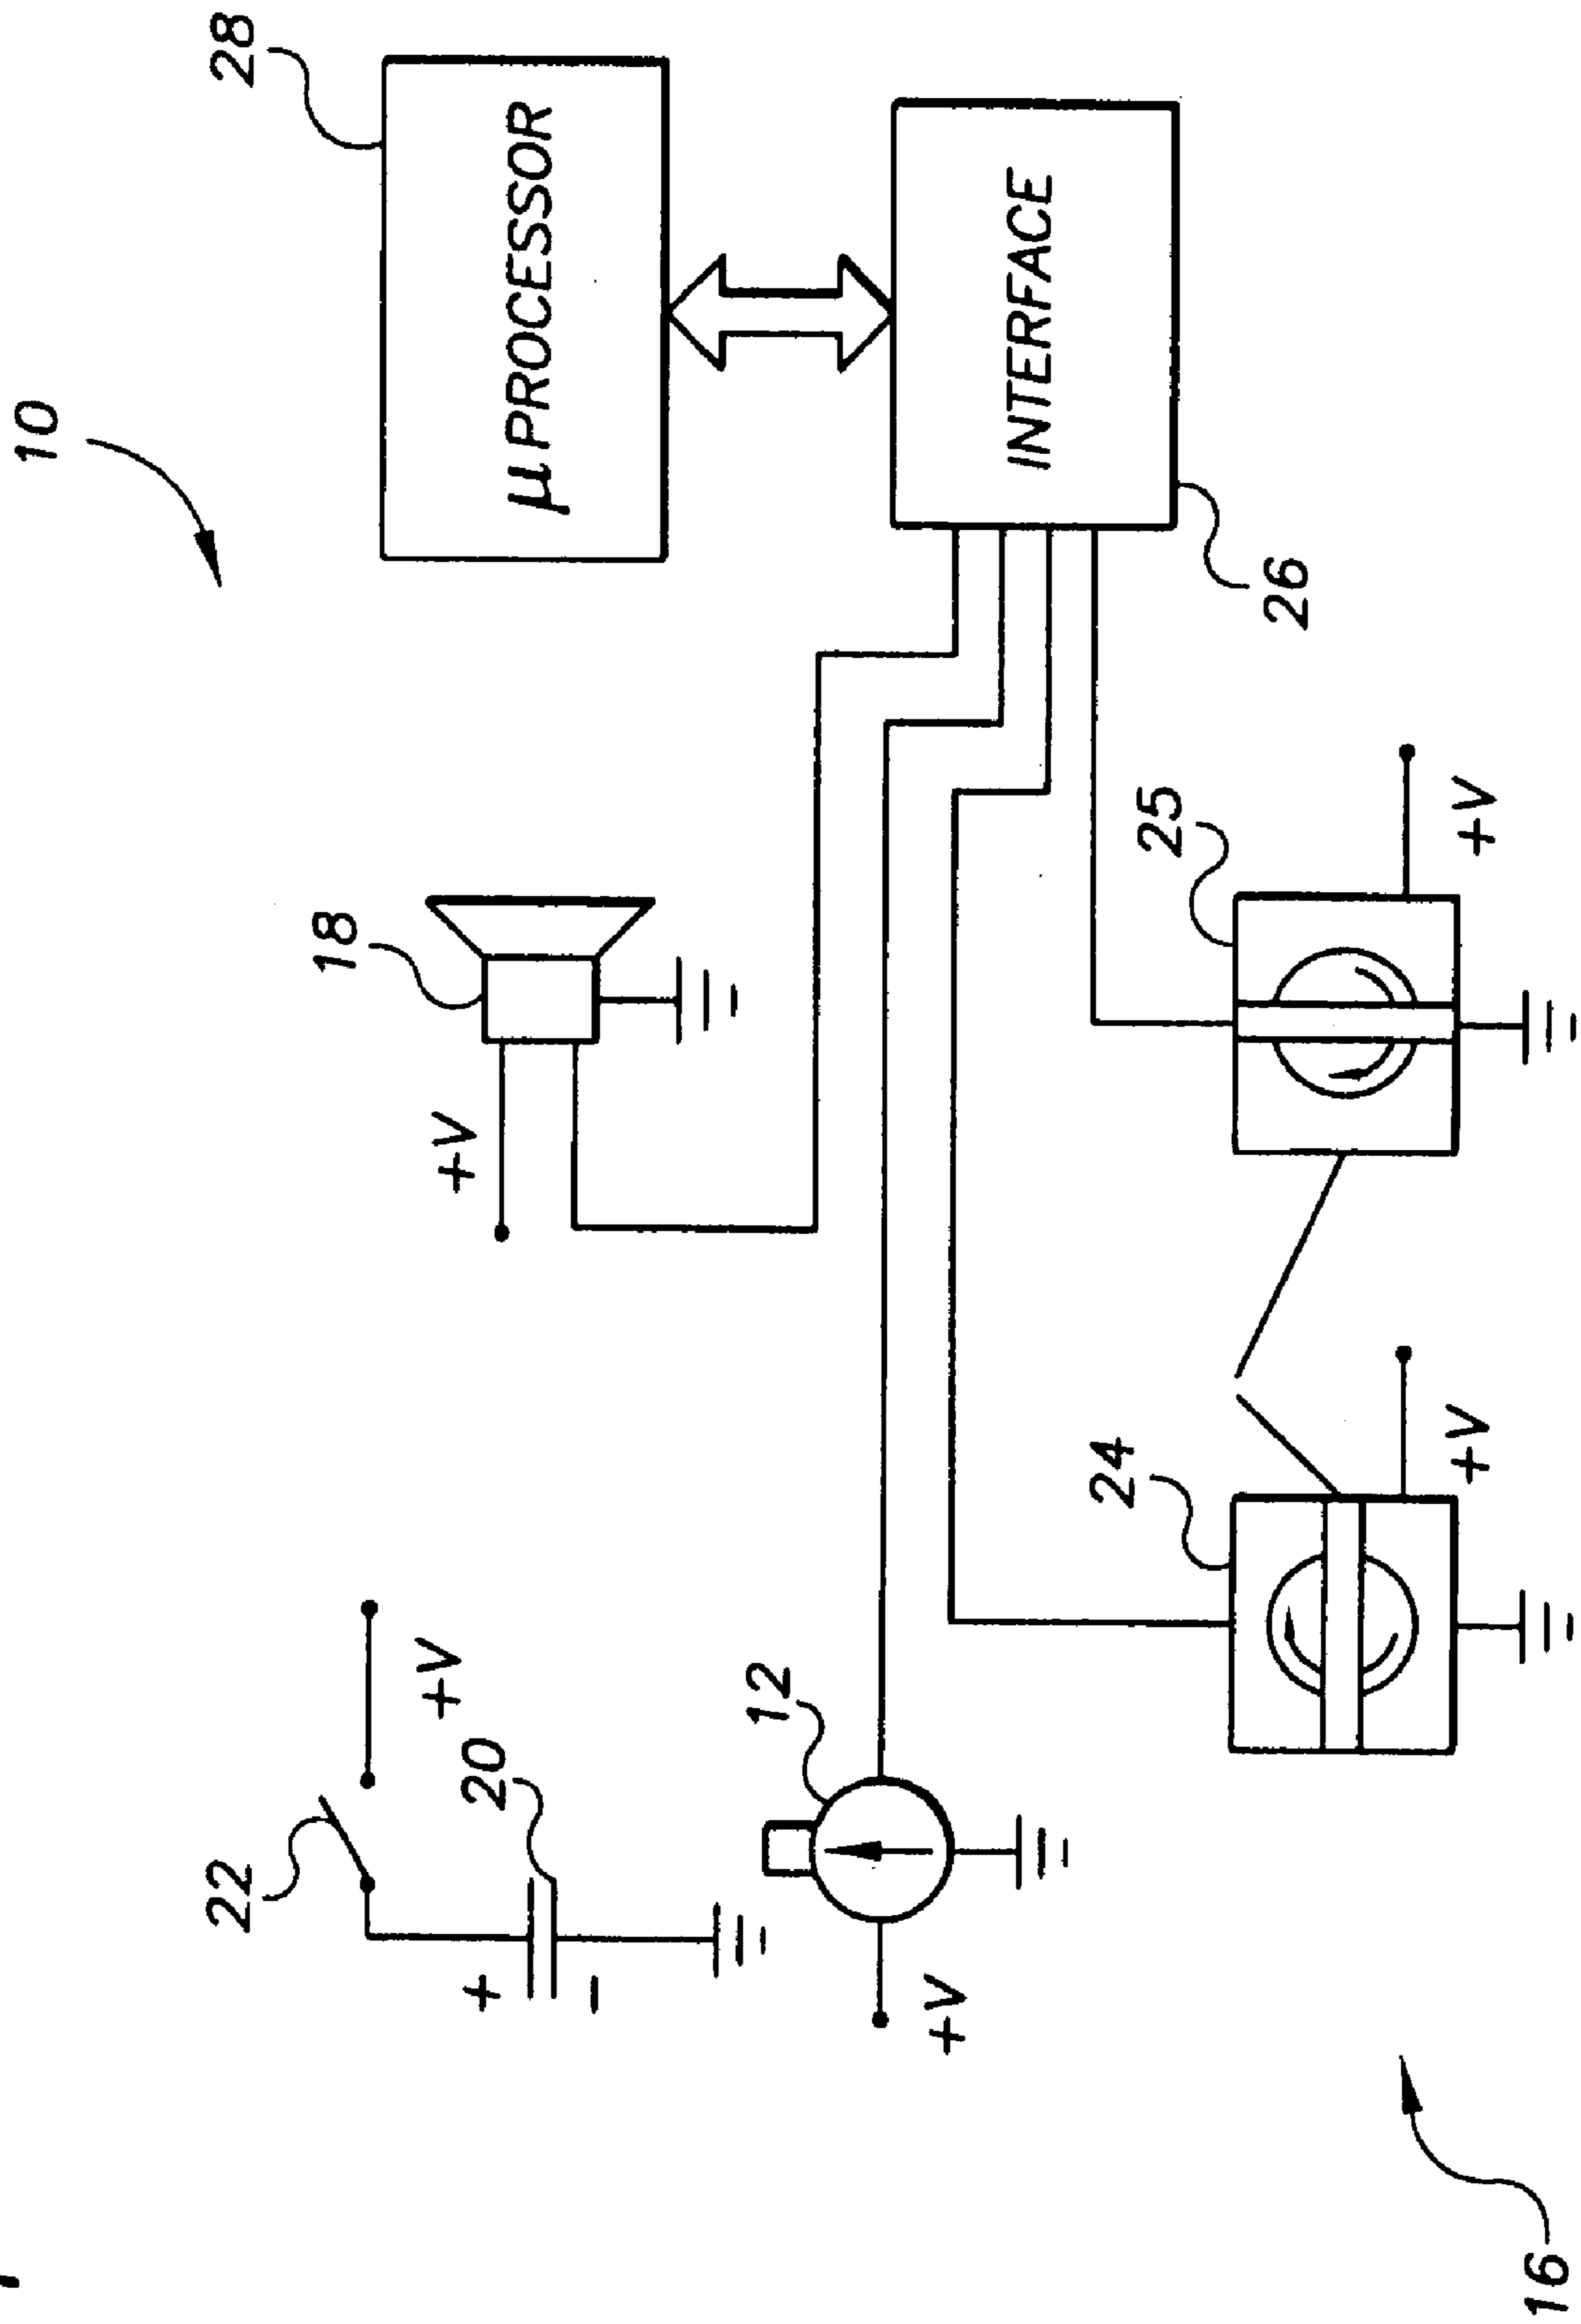 10
22
28
18
+V
+V
+
20
μPROCESSOR
−
12
+V
INTERFACE
24
25
26
+V
+V
16